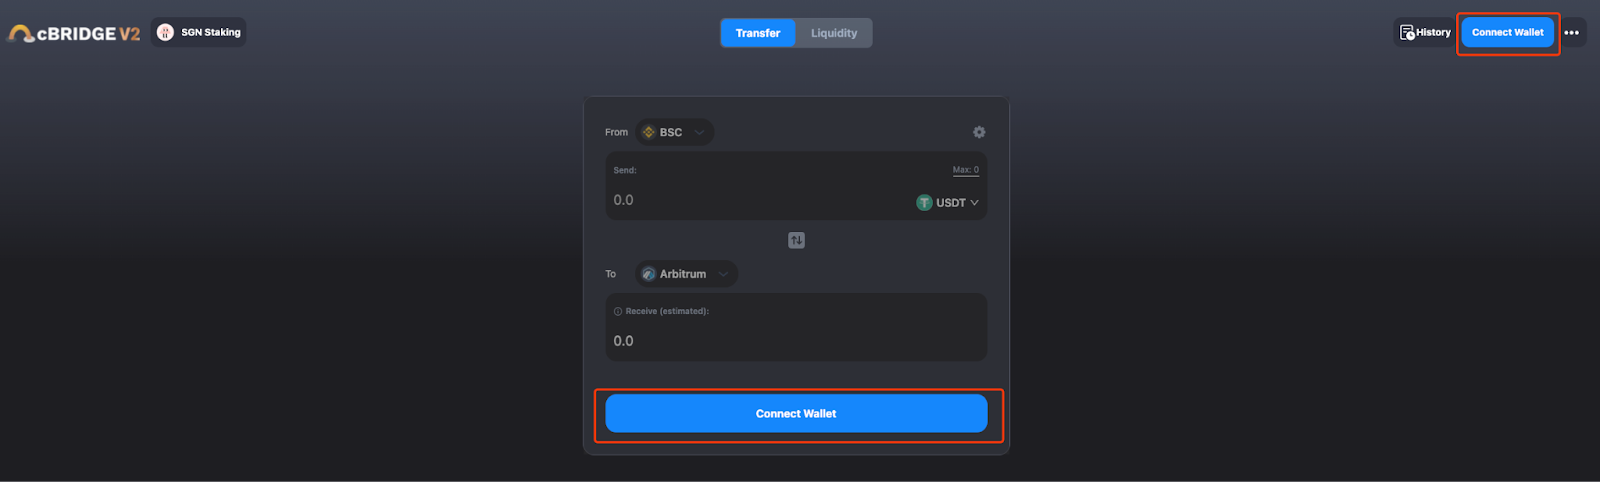 cBRIDGE V2 SGN Staking Transfer Liquidity History Connect Wallet
From BSC
Send: Max: 0
0.0 USDT
To Arbitrum
Receive (estimated):
0.0
Connect Wallet